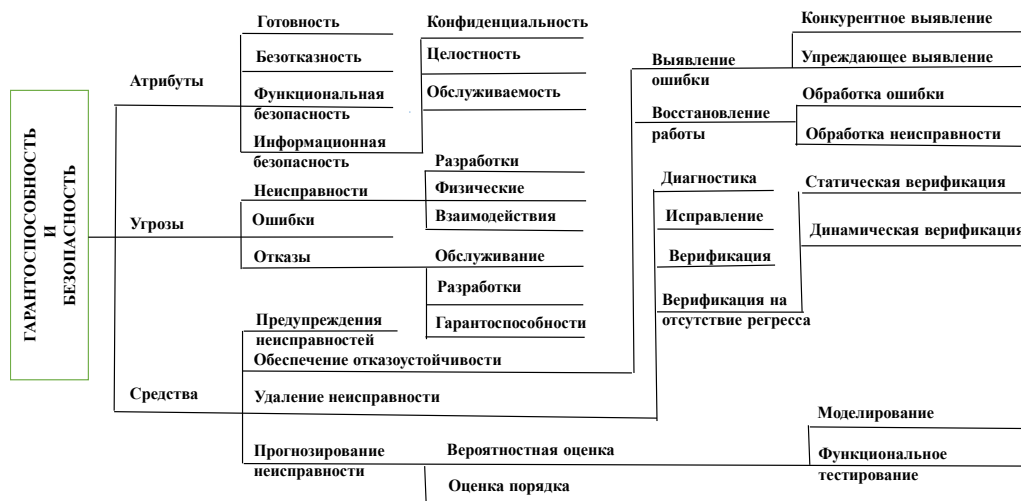 ГАРАНТОСПОСОБНОСТЬ
И
БЕЗОПАСНОСТЬ
Атрибуты
Готовность
Безотказность
Функциональная
безопасность
Информационная
безопасность
Конфиденциальность
Целостность
Обслуживаемость
Угрозы
Неисправности
Разработки
Физические
Взаимодействия
Ошибки
Отказы
Обслуживание
Разработки
Гарантоспособности
Средства
Предупреждения
неисправностей
Обеспечение отказоустойчивости
Выявление
ошибки
Конкурентное выявление
Упреждающее выявление
Восстановление
работы
Обработка ошибки
Обработка неисправности
Удаление неисправности
Диагностика
Исправление
Верификация
Верификация на
отсутствие регресса
Статическая верификация
Динамическая верификация
Прогнозирование
неисправности
Вероятностная оценка
Оценка порядка
Моделирование
Функциональное
тестирование